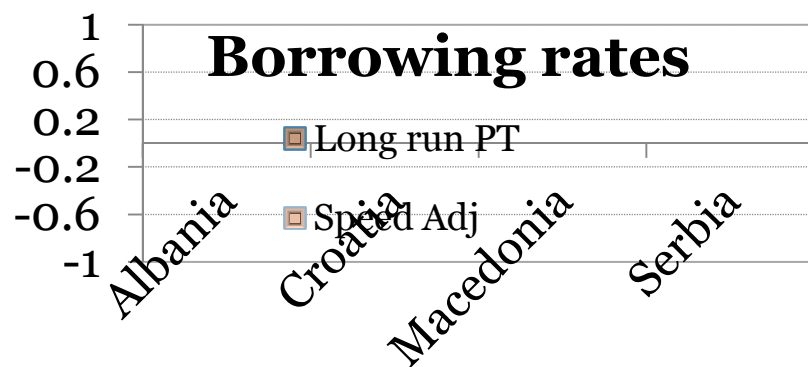 Borrowing rates
1
0.6
0.2
-0.2
-0.6
-1
Long run PT
Speed Adj
Albania
Croatia
Macedonia
Serbia